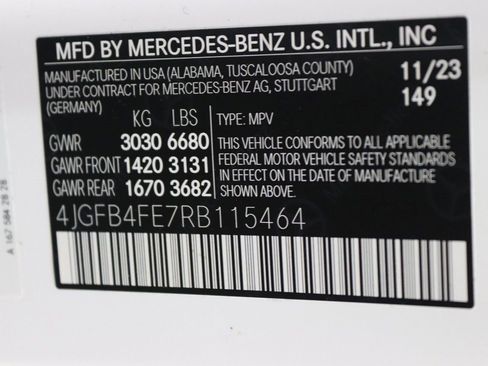 MFD BY MERCEDES-BENZ U.S. INTL., INC
MANUFACTURED IN USA (ALABAMA, TUSCALOOSA COUNTY) 11/23
UNDER CONTRACT FOR MERCEDES-BENZ AG, STUTTGART 149
(GERMANY)
KG LBS TYPE: MPV
GVWR 3030 6680
GAWR FRONT 1420 3131
GAWR REAR 1670 3682
THIS VEHICLE CONFORMS TO ALL APPLICABLE
FEDERAL MOTOR VEHICLE SAFETY STANDARDS
IN EFFECT ON THE DATE OF MANUFACTURE
SHOWN ABOVE.
4JGFB4FE7RB115464
A 167 584 28 28